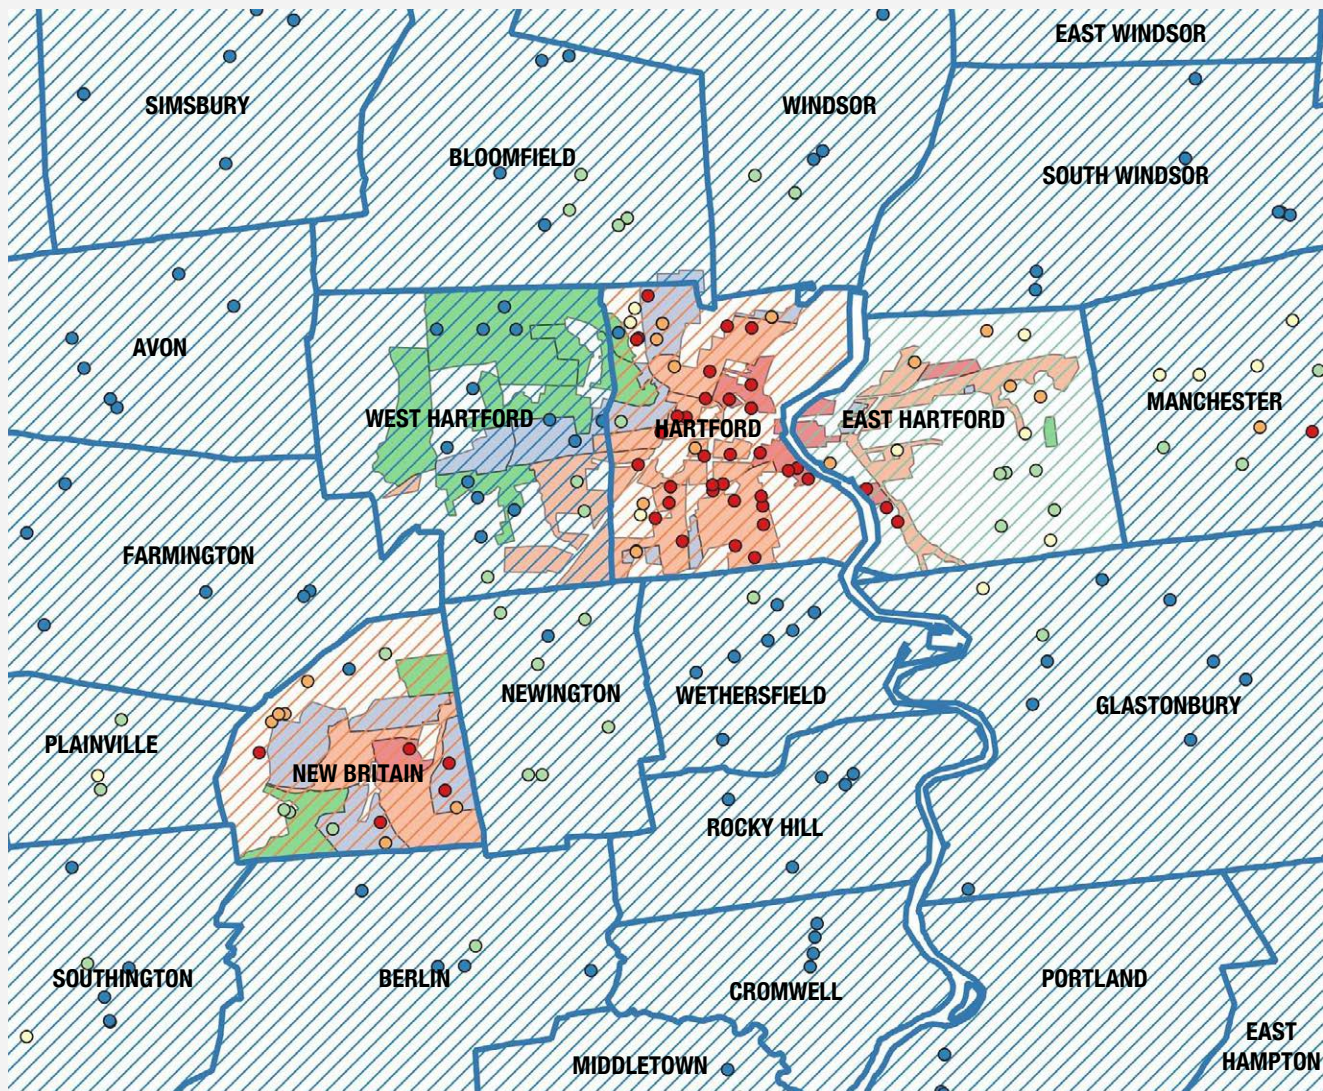 EAST WINDSOR
SIMSBURY
WINDSOR
BLOOMFIELD
SOUTH WINDSOR
AVON
WEST HARTFORD
HARTFORD
EAST HARTFORD
MANCHESTER
FARMINGTON
NEWINGTON
WETHERSFIELD
GLASTONBURY
PLAINVILLE
NEW BRITAIN
ROCKY HILL
SOUTHINGTON
BERLIN
CROMWELL
PORTLAND
MIDDLETOWN
EAST
HAMPTON